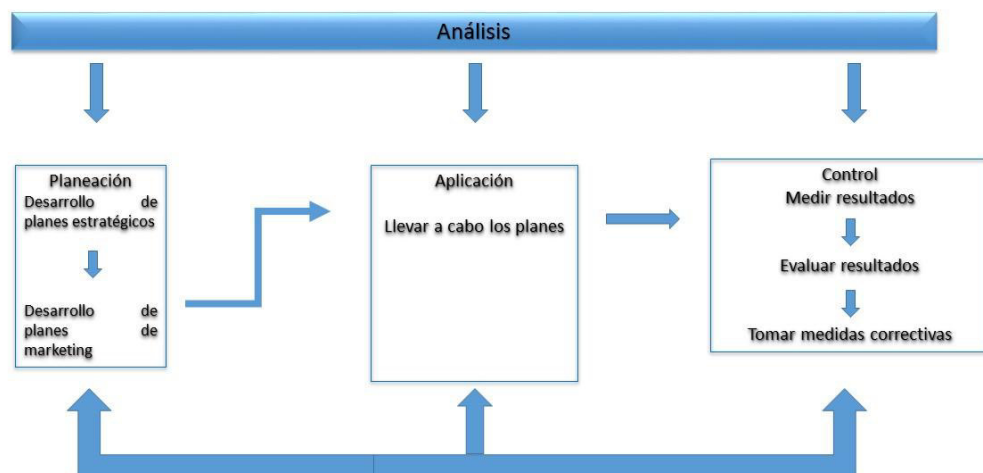 Análisis
Planeación
Desarrollo de
planes estratégicos
Desarrollo de
planes de
marketing
Aplicación
Llevar a cabo los planes
Control
Medir resultados
Evaluar resultados
Tomar medidas correctivas